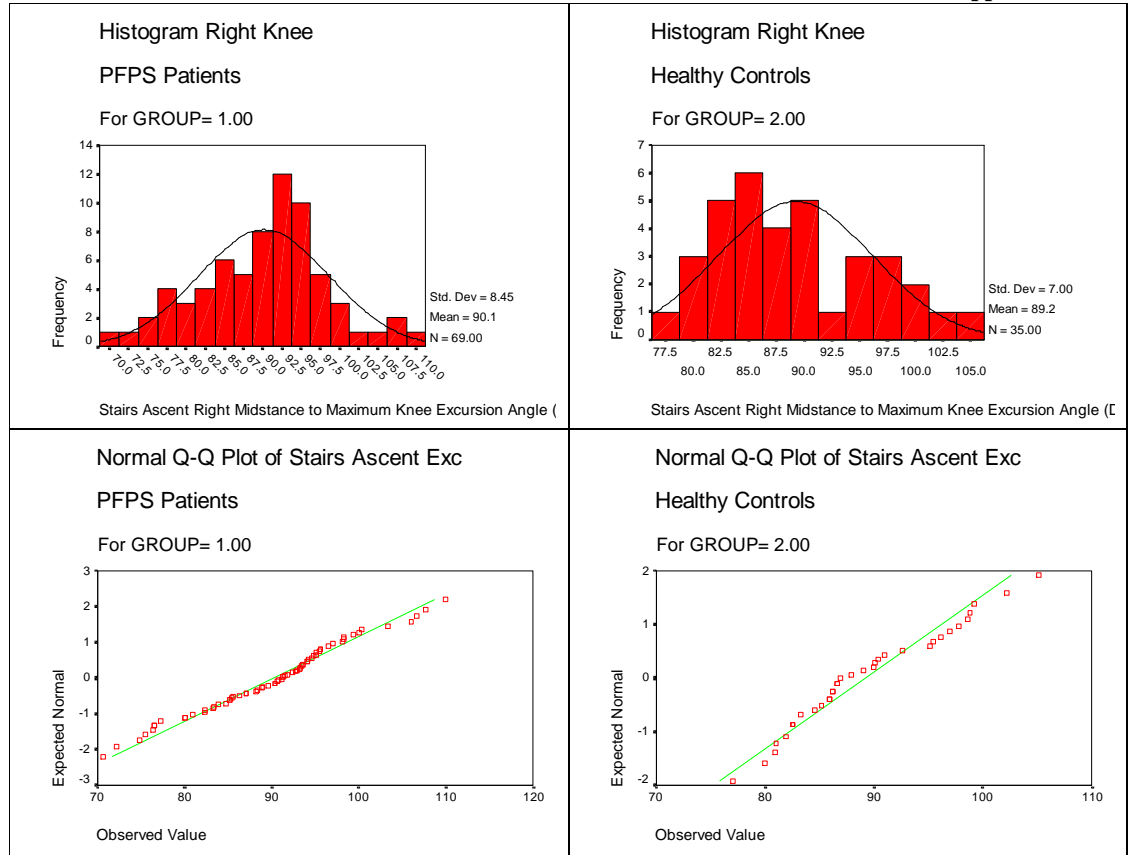 Histogram Right Knee
PFPS Patients
For GROUP= 1.00
14
12
10
8
6
4
2
0
Frequency
70.0 72.5 75.0 77.5 80.0 82.5 85.0 87.5 90.0 92.5 95.0 97.5 100.0 102.5 105.0 107.5 110.0
Std. Dev = 8.45
Mean = 90.1
N = 69.00
Stairs Ascent Right Midstance to Maximum Knee Excursion Angle (
Histogram Right Knee
Healthy Controls
For GROUP= 2.00
7
6
5
4
3
2
1
0
Frequency
77.5 82.5 87.5 92.5 97.5 102.5
80.0 85.0 90.0 95.0 100.0 105.0
Std. Dev = 7.00
Mean = 89.2
N = 35.00
Stairs Ascent Right Midstance to Maximum Knee Excursion Angle (D
Normal Q-Q Plot of Stairs Ascent Exc
PFPS Patients
For GROUP= 1.00
3
2
1
0
-1
-2
-3
Expected Normal
70 80 90 100 110 120
Observed Value
Normal Q-Q Plot of Stairs Ascent Exc
Healthy Controls
For GROUP= 2.00
2
1
0
-1
-2
Expected Normal
70 80 90 100 110
Observed Value